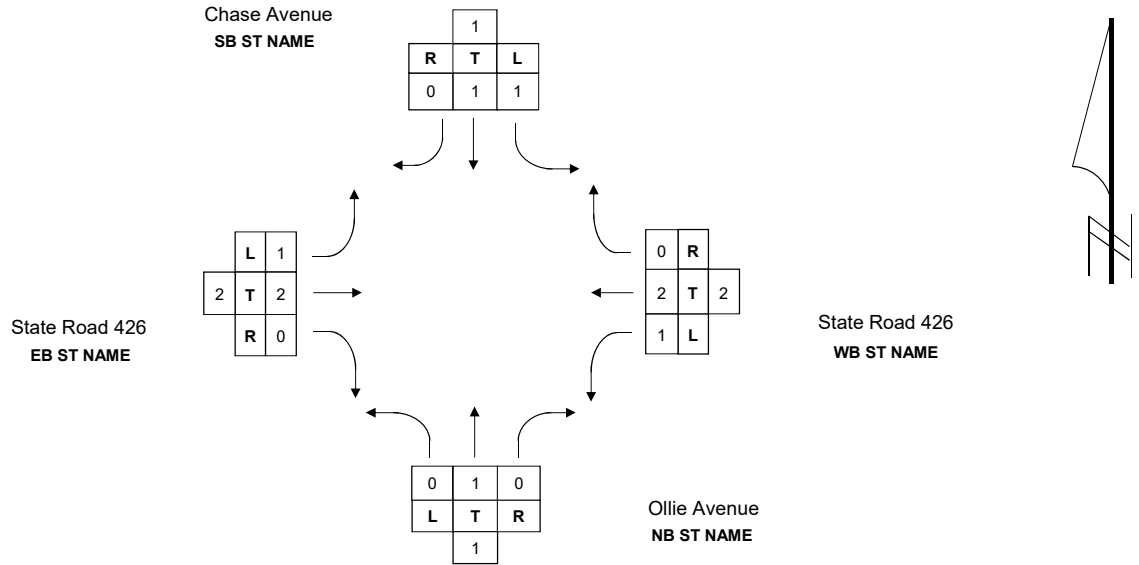 Chase Avenue
SB ST NAME
1
R T L
0 1 1
L 1
2 T 2
R 0
State Road 426
EB ST NAME
0 R
2 T 2
1 L
State Road 426
WB ST NAME
0 1 0
L T R
1
Ollie Avenue
NB ST NAME
N